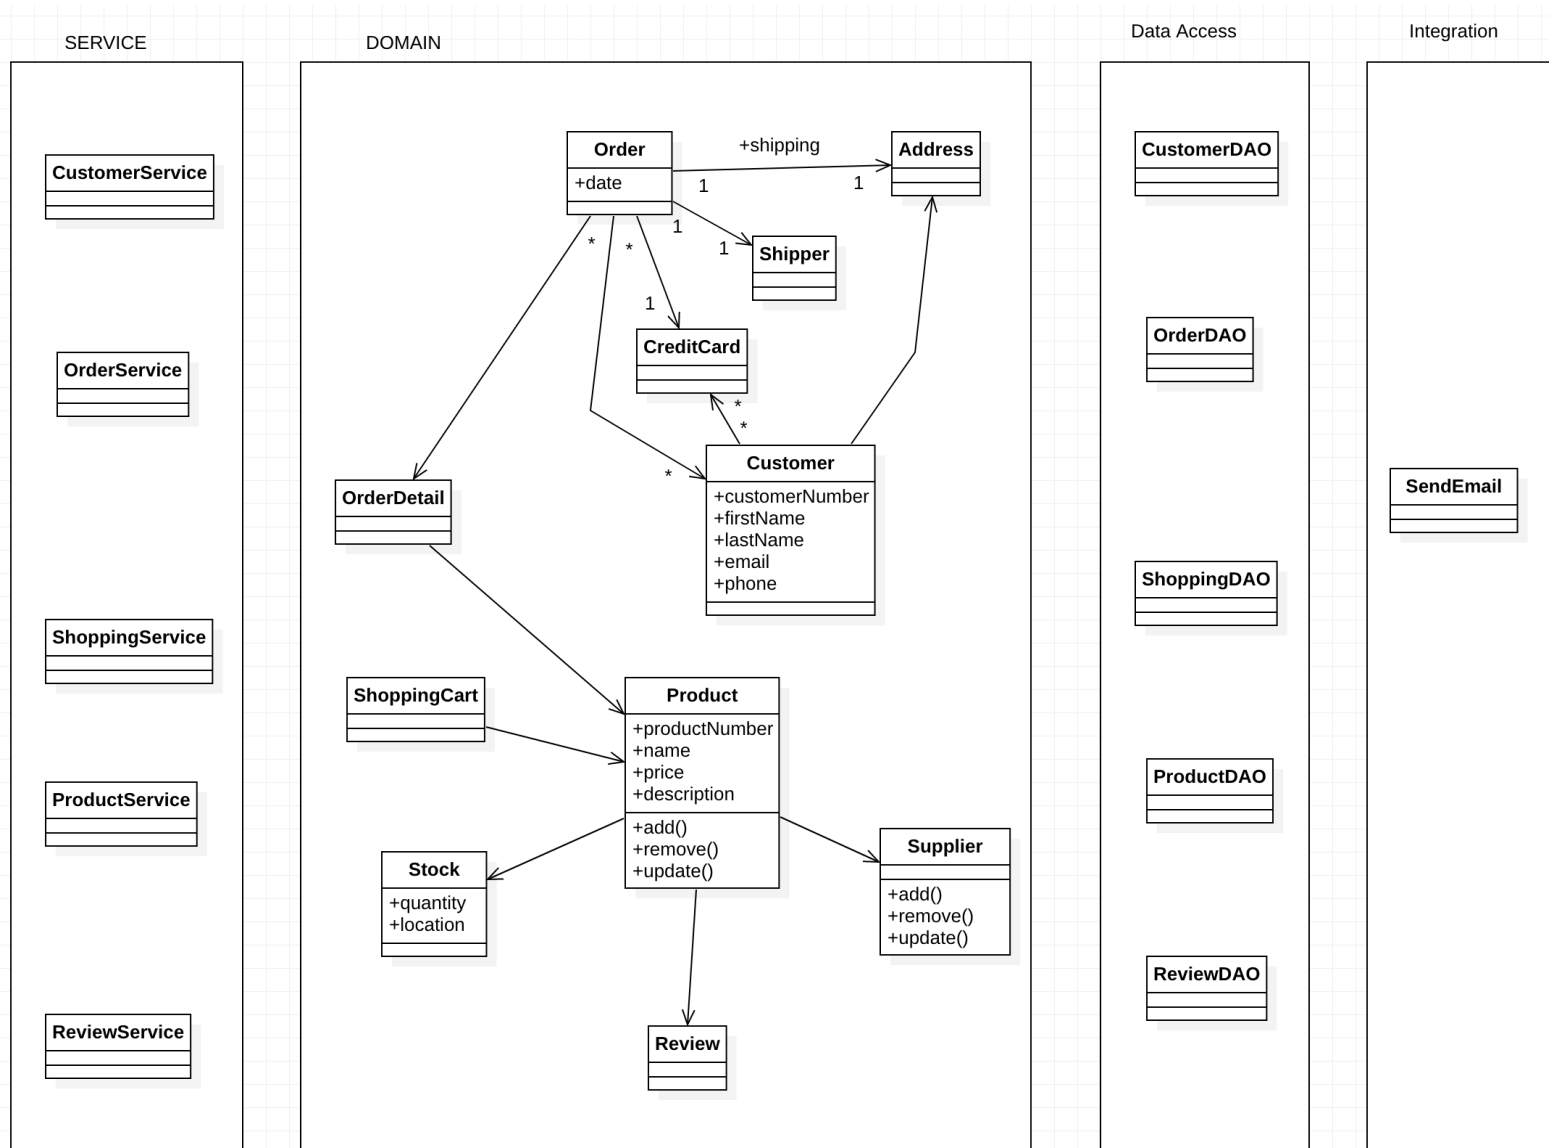 SERVICE
DOMAIN
Data Access
Integration
CustomerService
OrderService
ShoppingService
ProductService
ReviewService
Order
+date
+shipping
1
1
Address
1
1
Shipper
*
*
1
CreditCard
*
*
*
Customer
+customerNumber
+firstName
+lastName
+email
+phone
OrderDetail
ShoppingCart
Product
+productNumber
+name
+price
+description
+add()
+remove()
+update()
Stock
+quantity
+location
Supplier
+add()
+remove()
+update()
Review
CustomerDAO
OrderDAO
ShoppingDAO
ProductDAO
ReviewDAO
SendEmail